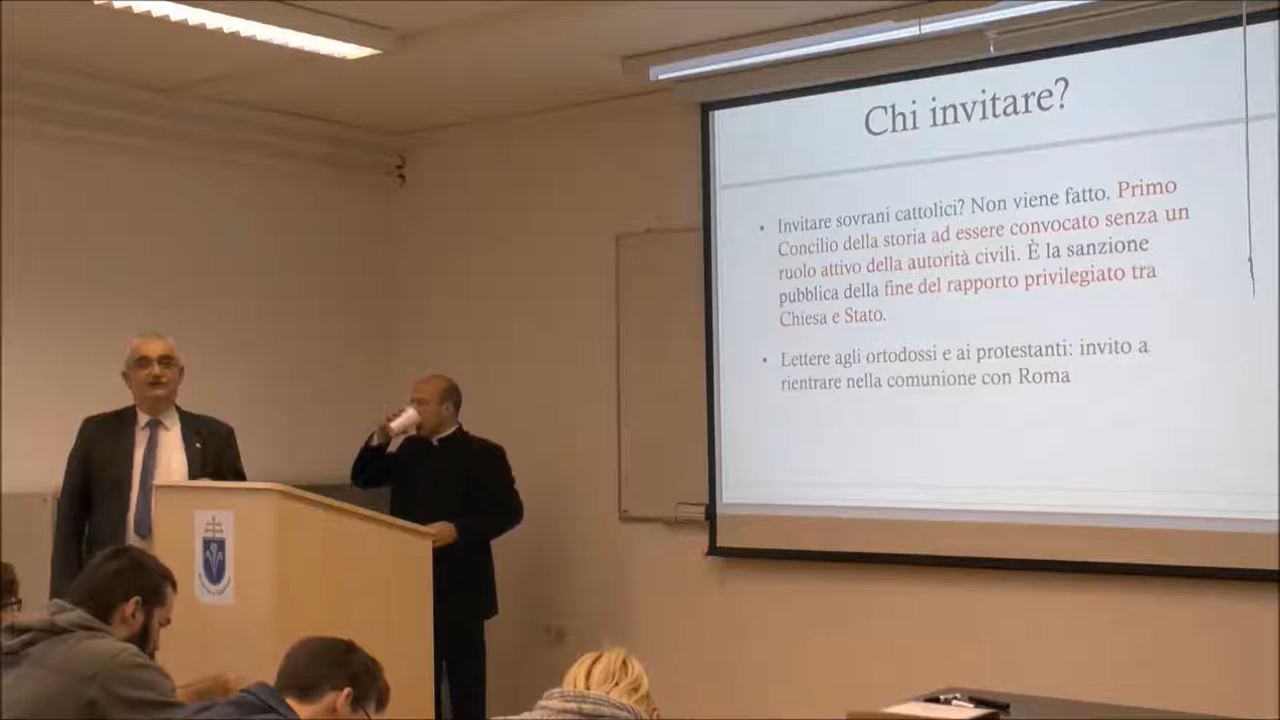 Chi invitare?
• Invitare sovrani cattolici? Non viene fatto. Primo
Concilio della storia ad essere convocato senza un
ruolo attivo della autorità civili. È la sanzione
pubblica della fine del rapporto privilegiato tra
Chiesa e Stato.
• Lettere agli ortodossi e ai protestanti: invito a
rientrare nella comunione con Roma